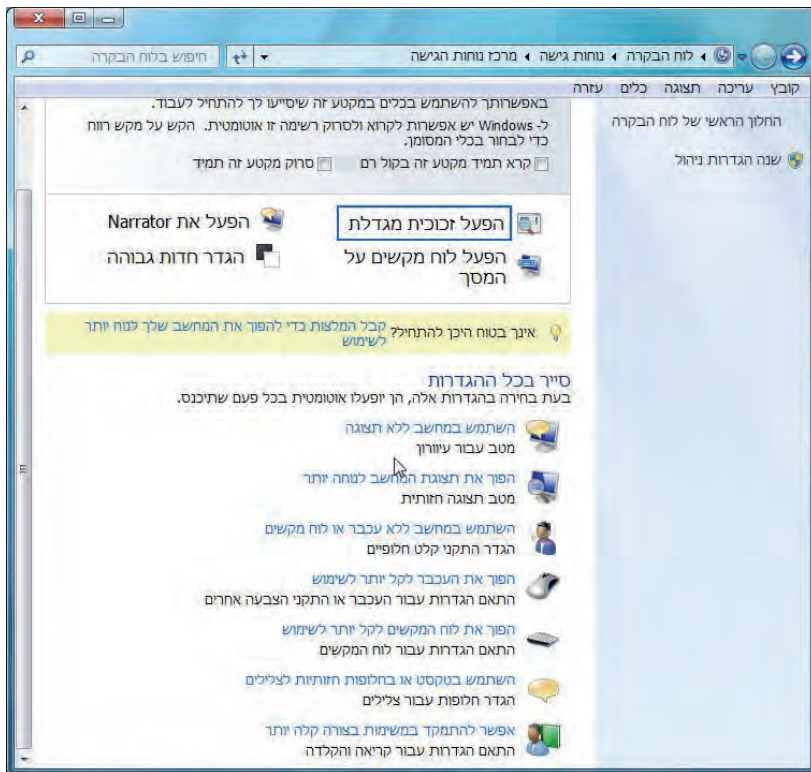 לוח הבקרה ◂ נוחות גישה ◂ מרכז נוחות הגישה
חיפוש בלוח הבקרה
קובץ עריכה תצוגה כלים עזרה
החלון הראשי של לוח הבקרה
שנה הגדרות ניהול
באפשרותך להשתמש בכלים במקטע זה שיסייעו לך להתחיל לעבוד.
ל- Windows יש אפשרות לקרוא ולסרוק רשימה זו אוטומטית. הקש על מקש רווח
כדי לבחור בכלי המסומן.
קרא תמיד מקטע זה בקול רם סרוק מקטע זה תמיד
הפעל זכוכית מגדלת
הפעל את Narrator
הפעל לוח מקשים על
המסך
הגדר חדות גבוהה
אינך בטוח היכן להתחיל? קבל המלצות כדי להפוך את המחשב שלך לנוח יותר
לשימוש
סייר בכל ההגדרות
בעת בחירה בהגדרות אלה, הן יופעלו אוטומטית בכל פעם שתיכנס.
השתמש במחשב ללא תצוגה
מטב עבור עיוורון
הפוך את תצוגת המחשב לנוחה יותר
מטב תצוגה חזותית
השתמש במחשב ללא עכבר או לוח מקשים
הגדר התקני קלט חלופיים
הפוך את העכבר לקל יותר לשימוש
התאם הגדרות עבור העכבר או התקני הצבעה אחרים
הפוך את לוח המקשים לקל יותר לשימוש
התאם הגדרות עבור לוח המקשים
השתמש בטקסט או בחלופות חזותיות לצלילים
הגדר חלופות עבור צלילים
אפשר להתמקד במשימות בצורה קלה יותר
התאם הגדרות עבור קריאה והקלדה